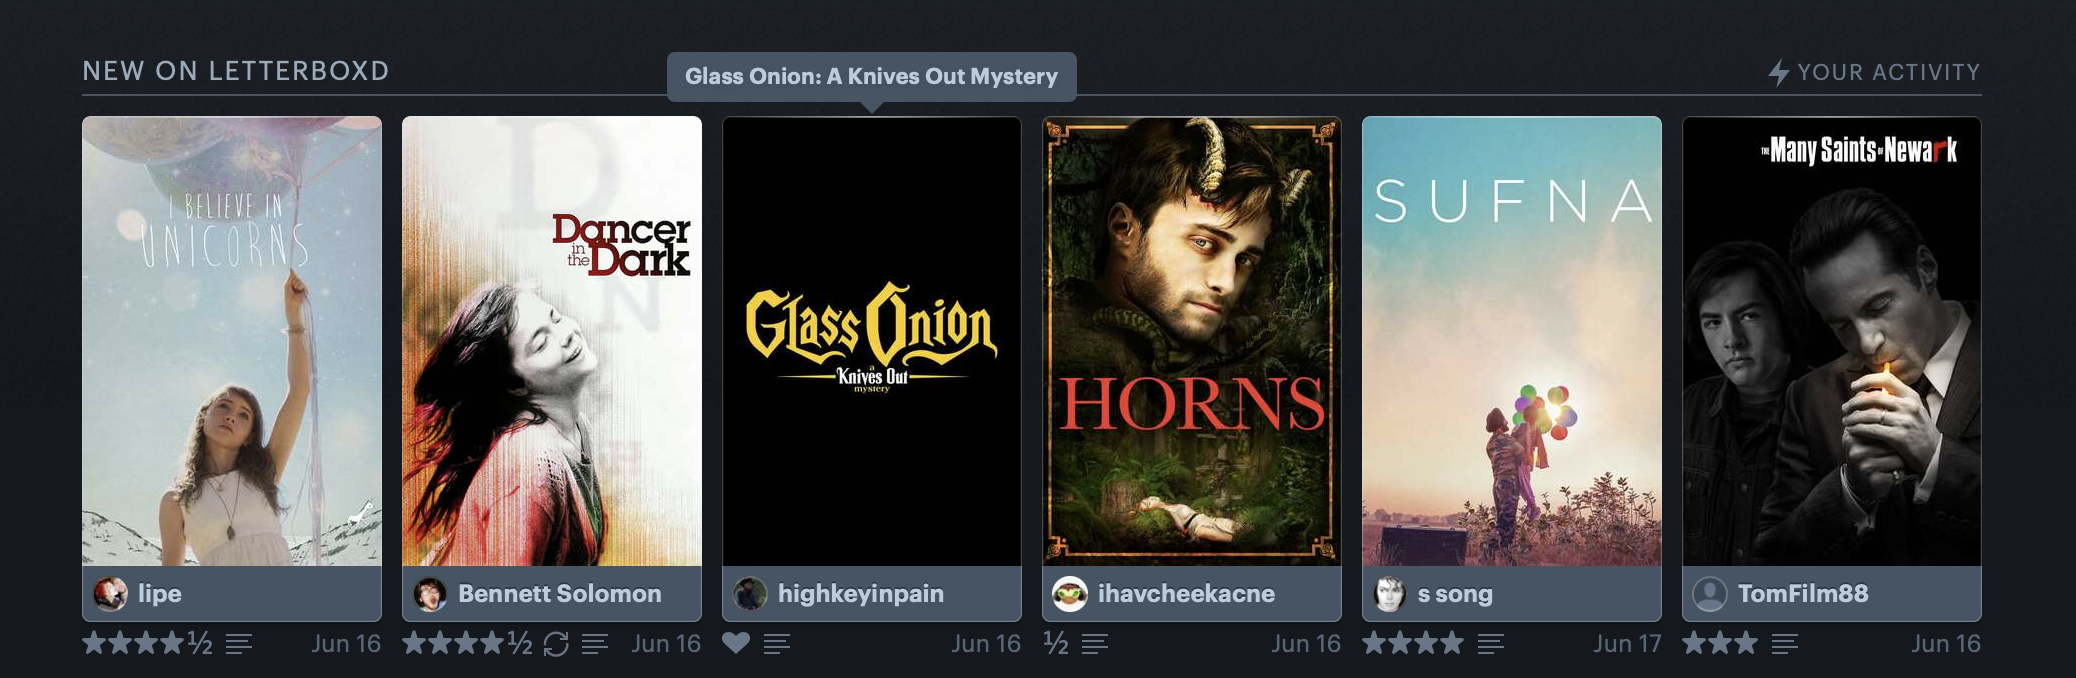 NEW ON LETTERBOXD
Glass Onion: A Knives Out Mystery
YOUR ACTIVITY
I BELIEVE IN
UNICORNS
Dancer
in the Dark
Glass Onion
a
Knives Out
mystery
HORNS
SUFNA
THE Many Saints OF Newark
lipe
Bennett Solomon
highkeyinpain
ihavcheekacne
s song
TomFilm88
★★★★½ Jun 16
★★★★½ Jun 16
Jun 16
½ Jun 16
★★★★ Jun 17
★★★ Jun 16